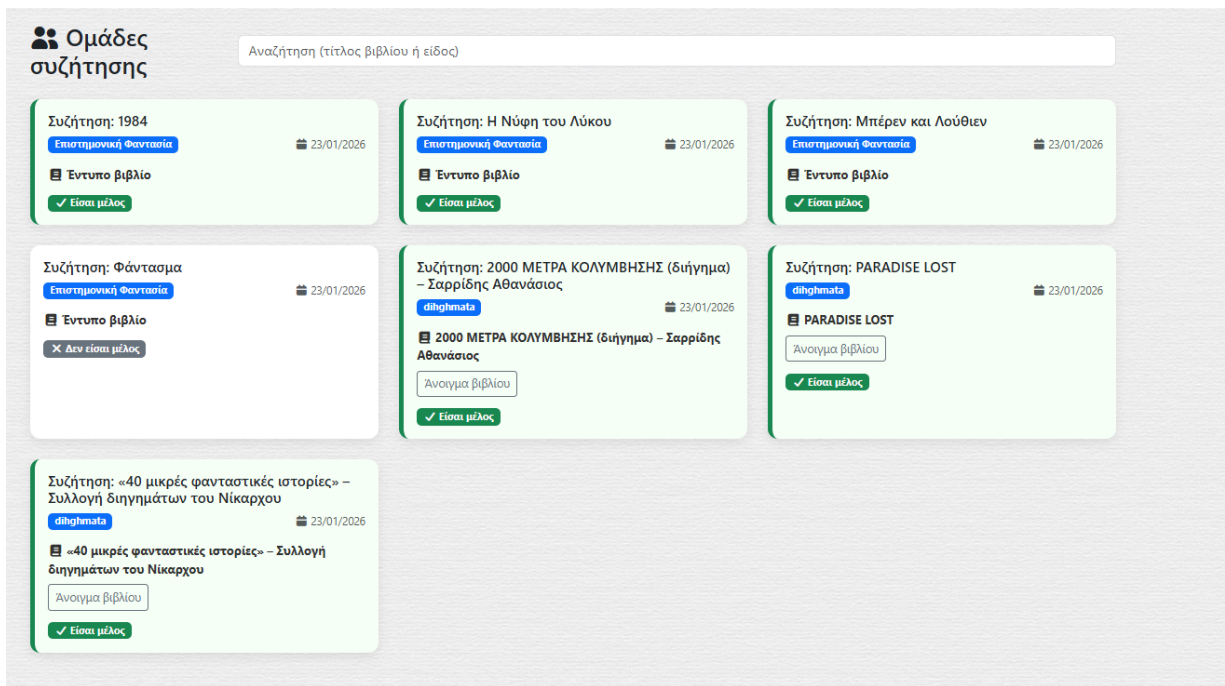 Ομάδες
συζήτησης
Αναζήτηση (τίτλος βιβλίου ή είδος)
Συζήτηση: 1984
Επιστημονική Φαντασία 23/01/2026
Έντυπο βιβλίο
Είσαι μέλος
Συζήτηση: Η Νύφη του Λύκου
Επιστημονική Φαντασία 23/01/2026
Έντυπο βιβλίο
Είσαι μέλος
Συζήτηση: Μπέρεν και Λούθιεν
Επιστημονική Φαντασία 23/01/2026
Έντυπο βιβλίο
Είσαι μέλος
Συζήτηση: Φάντασμα
Επιστημονική Φαντασία 23/01/2026
Έντυπο βιβλίο
Δεν είσαι μέλος
Συζήτηση: 2000 ΜΕΤΡΑ ΚΟΛΥΜΒΗΣΗΣ (διήγημα)
– Σαρρίδης Αθανάσιος
dihghmata 23/01/2026
2000 ΜΕΤΡΑ ΚΟΛΥΜΒΗΣΗΣ (διήγημα) – Σαρρίδης
Αθανάσιος
Άνοιγμα βιβλίου
Είσαι μέλος
Συζήτηση: PARADISE LOST
dihghmata 23/01/2026
PARADISE LOST
Άνοιγμα βιβλίου
Είσαι μέλος
Συζήτηση: «40 μικρές φανταστικές ιστορίες» –
Συλλογή διηγημάτων του Νίκαρχου
dihghmata 23/01/2026
«40 μικρές φανταστικές ιστορίες» – Συλλογή
διηγημάτων του Νίκαρχου
Άνοιγμα βιβλίου
Είσαι μέλος